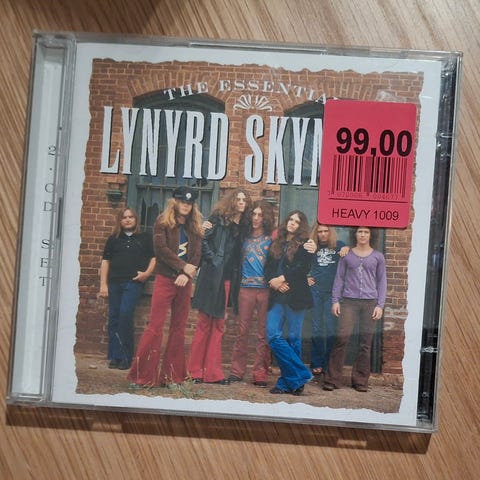 THE ESSENTIA
LYNYRD SKYN
99,00
HEAVY 1009
2·CD SET